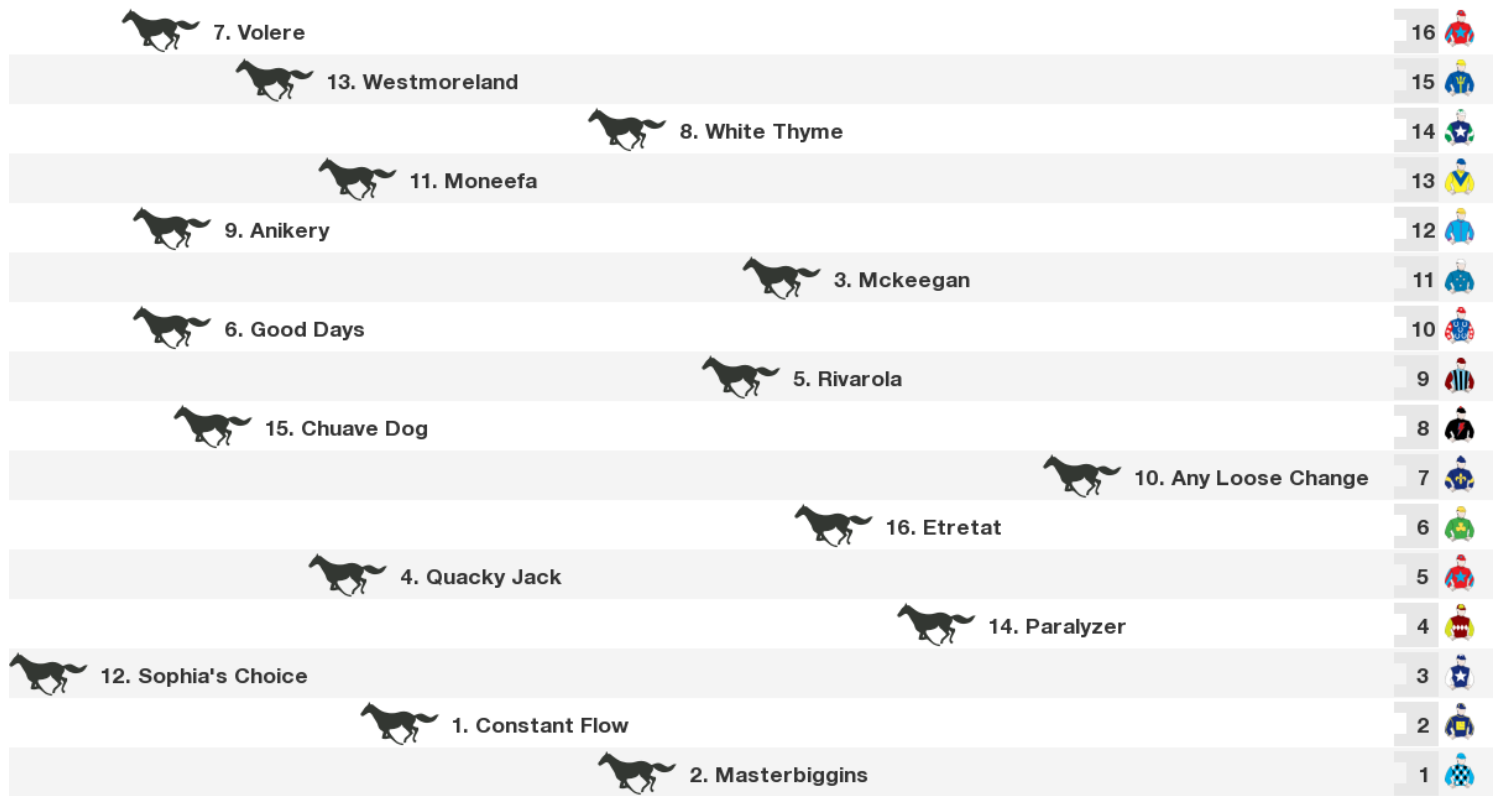 7. Volere 16
13. Westmoreland 15
8. White Thyme 14
11. Moneefa 13
9. Anikery 12
3. Mckeegan 11
6. Good Days 10
5. Rivarola 9
15. Chuave Dog 8
10. Any Loose Change 7
16. Etretat 6
4. Quacky Jack 5
14. Paralyzer 4
12. Sophia's Choice 3
1. Constant Flow 2
2. Masterbiggins 1